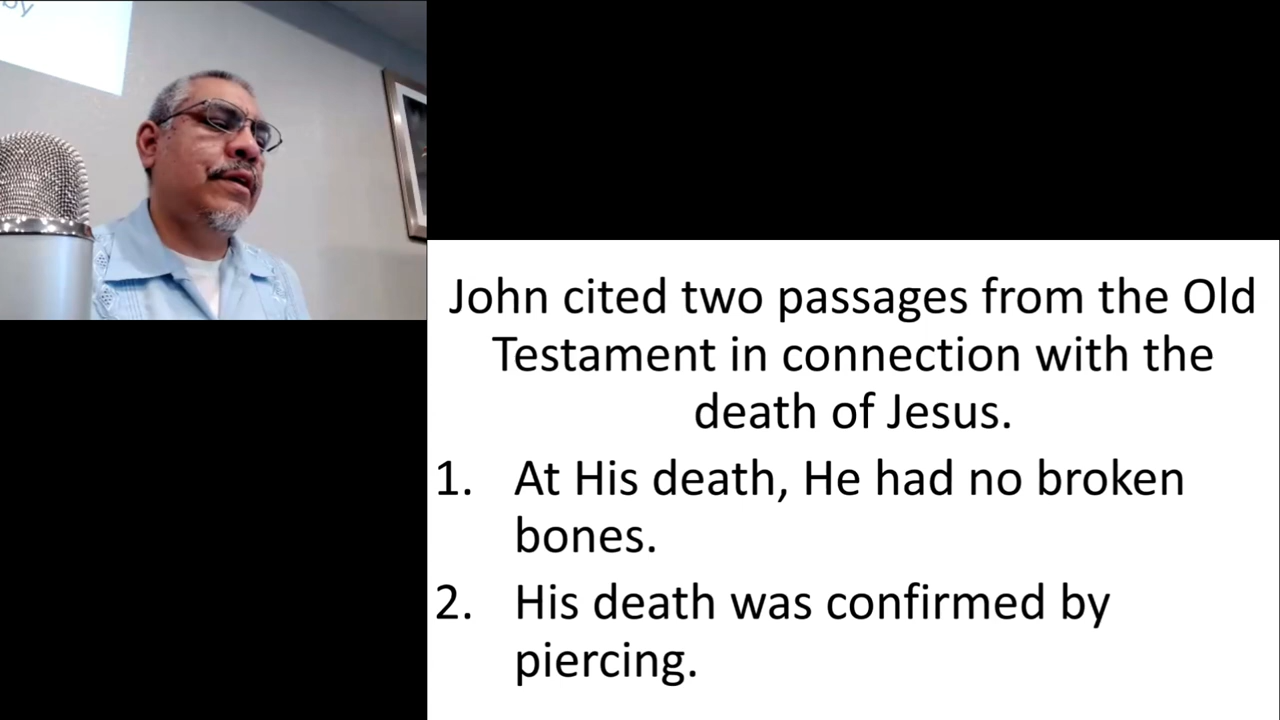 by
John cited two passages from the Old
Testament in connection with the
death of Jesus.
1. At His death, He had no broken
bones.
2. His death was confirmed by
piercing.